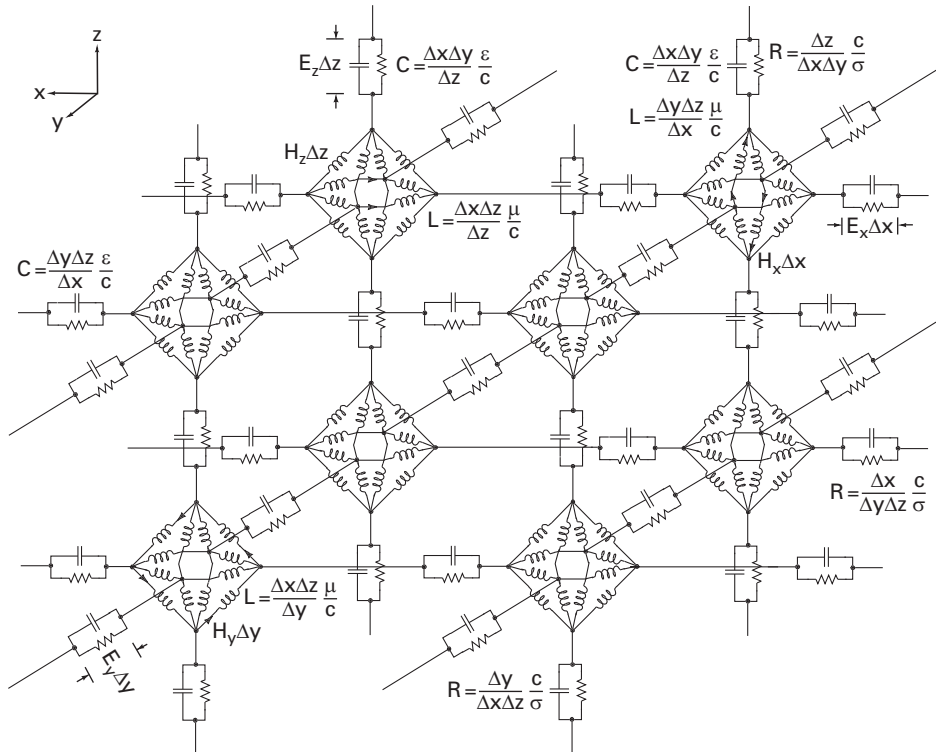 z
x
y
E_zΔz
C = ΔxΔy/Δz ε/c
C = ΔxΔy/Δz ε/c
R = Δz/ΔxΔy c/σ
L = ΔyΔz/Δx μ/c
H_zΔz
L = ΔxΔz/Δz μ/c
E_xΔx
H_xΔx
C = ΔyΔz/Δx ε/c
R = Δx/ΔyΔz c/σ
L = ΔxΔz/Δy μ/c
H_yΔy
E_yΔy
R = Δy/ΔxΔz c/σ